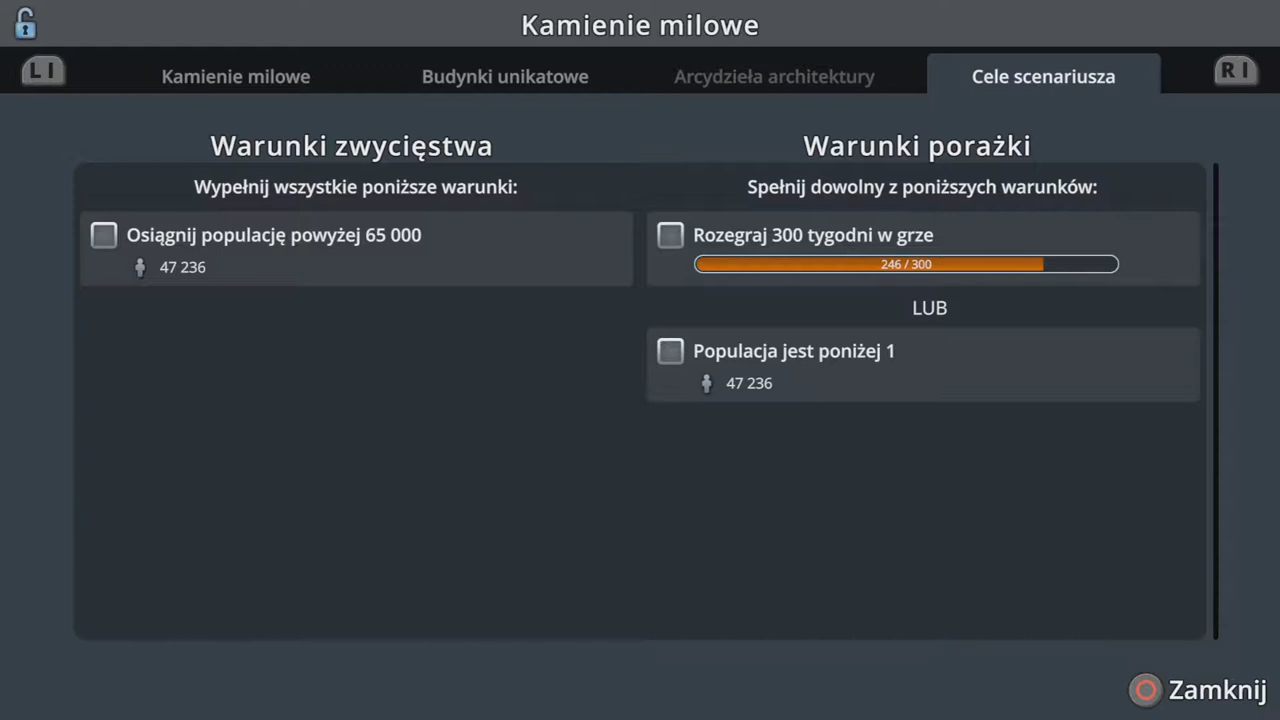 Kamienie milowe
L1
Kamienie milowe
Budynki unikatowe
Arcydzieła architektury
Cele scenariusza
R1
Warunki zwycięstwa
Wypełnij wszystkie poniższe warunki:
Osiągnij populację powyżej 65 000
47 236
Warunki porażki
Spełnij dowolny z poniższych warunków:
Rozegraj 300 tygodni w grze
246 / 300
LUB
Populacja jest poniżej 1
47 236
Zamknij